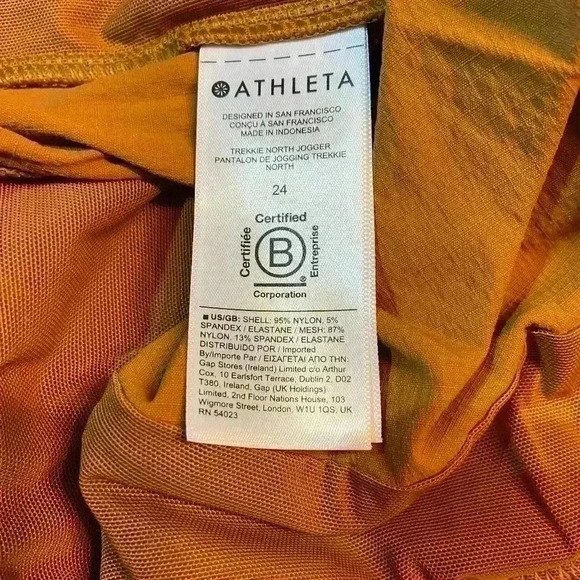 ATHLETA
DESIGNED IN SAN FRANCISCO
CONÇU À SAN FRANCISCO
MADE IN INDONESIA
TREKKIE NORTH JOGGER
PANTALON DE JOGGING TREKKIE
NORTH
24
Certified
Certifiée
B
Entreprise
®
Corporation
■ US/GB: SHELL: 95% NYLON, 5%
SPANDEX / ELASTANE / MESH: 87%
NYLON, 13% SPANDEX / ELASTANE
DISTRIBUIDO POR / Imported
By/Importe Par / ΕΙΣΑΓΕΤΑΙ ΑΠΟ ΤΗΝ:
Gap Stores (Ireland) Limited c/o Arthur
Cox, 10 Earlsfort Terrace, Dublin 2, D02
T380, Ireland, Gap (UK Holdings)
Limited, 2nd Floor Nations House, 103
Wigmore Street, London, W1U 1QS, UK
RN 54023